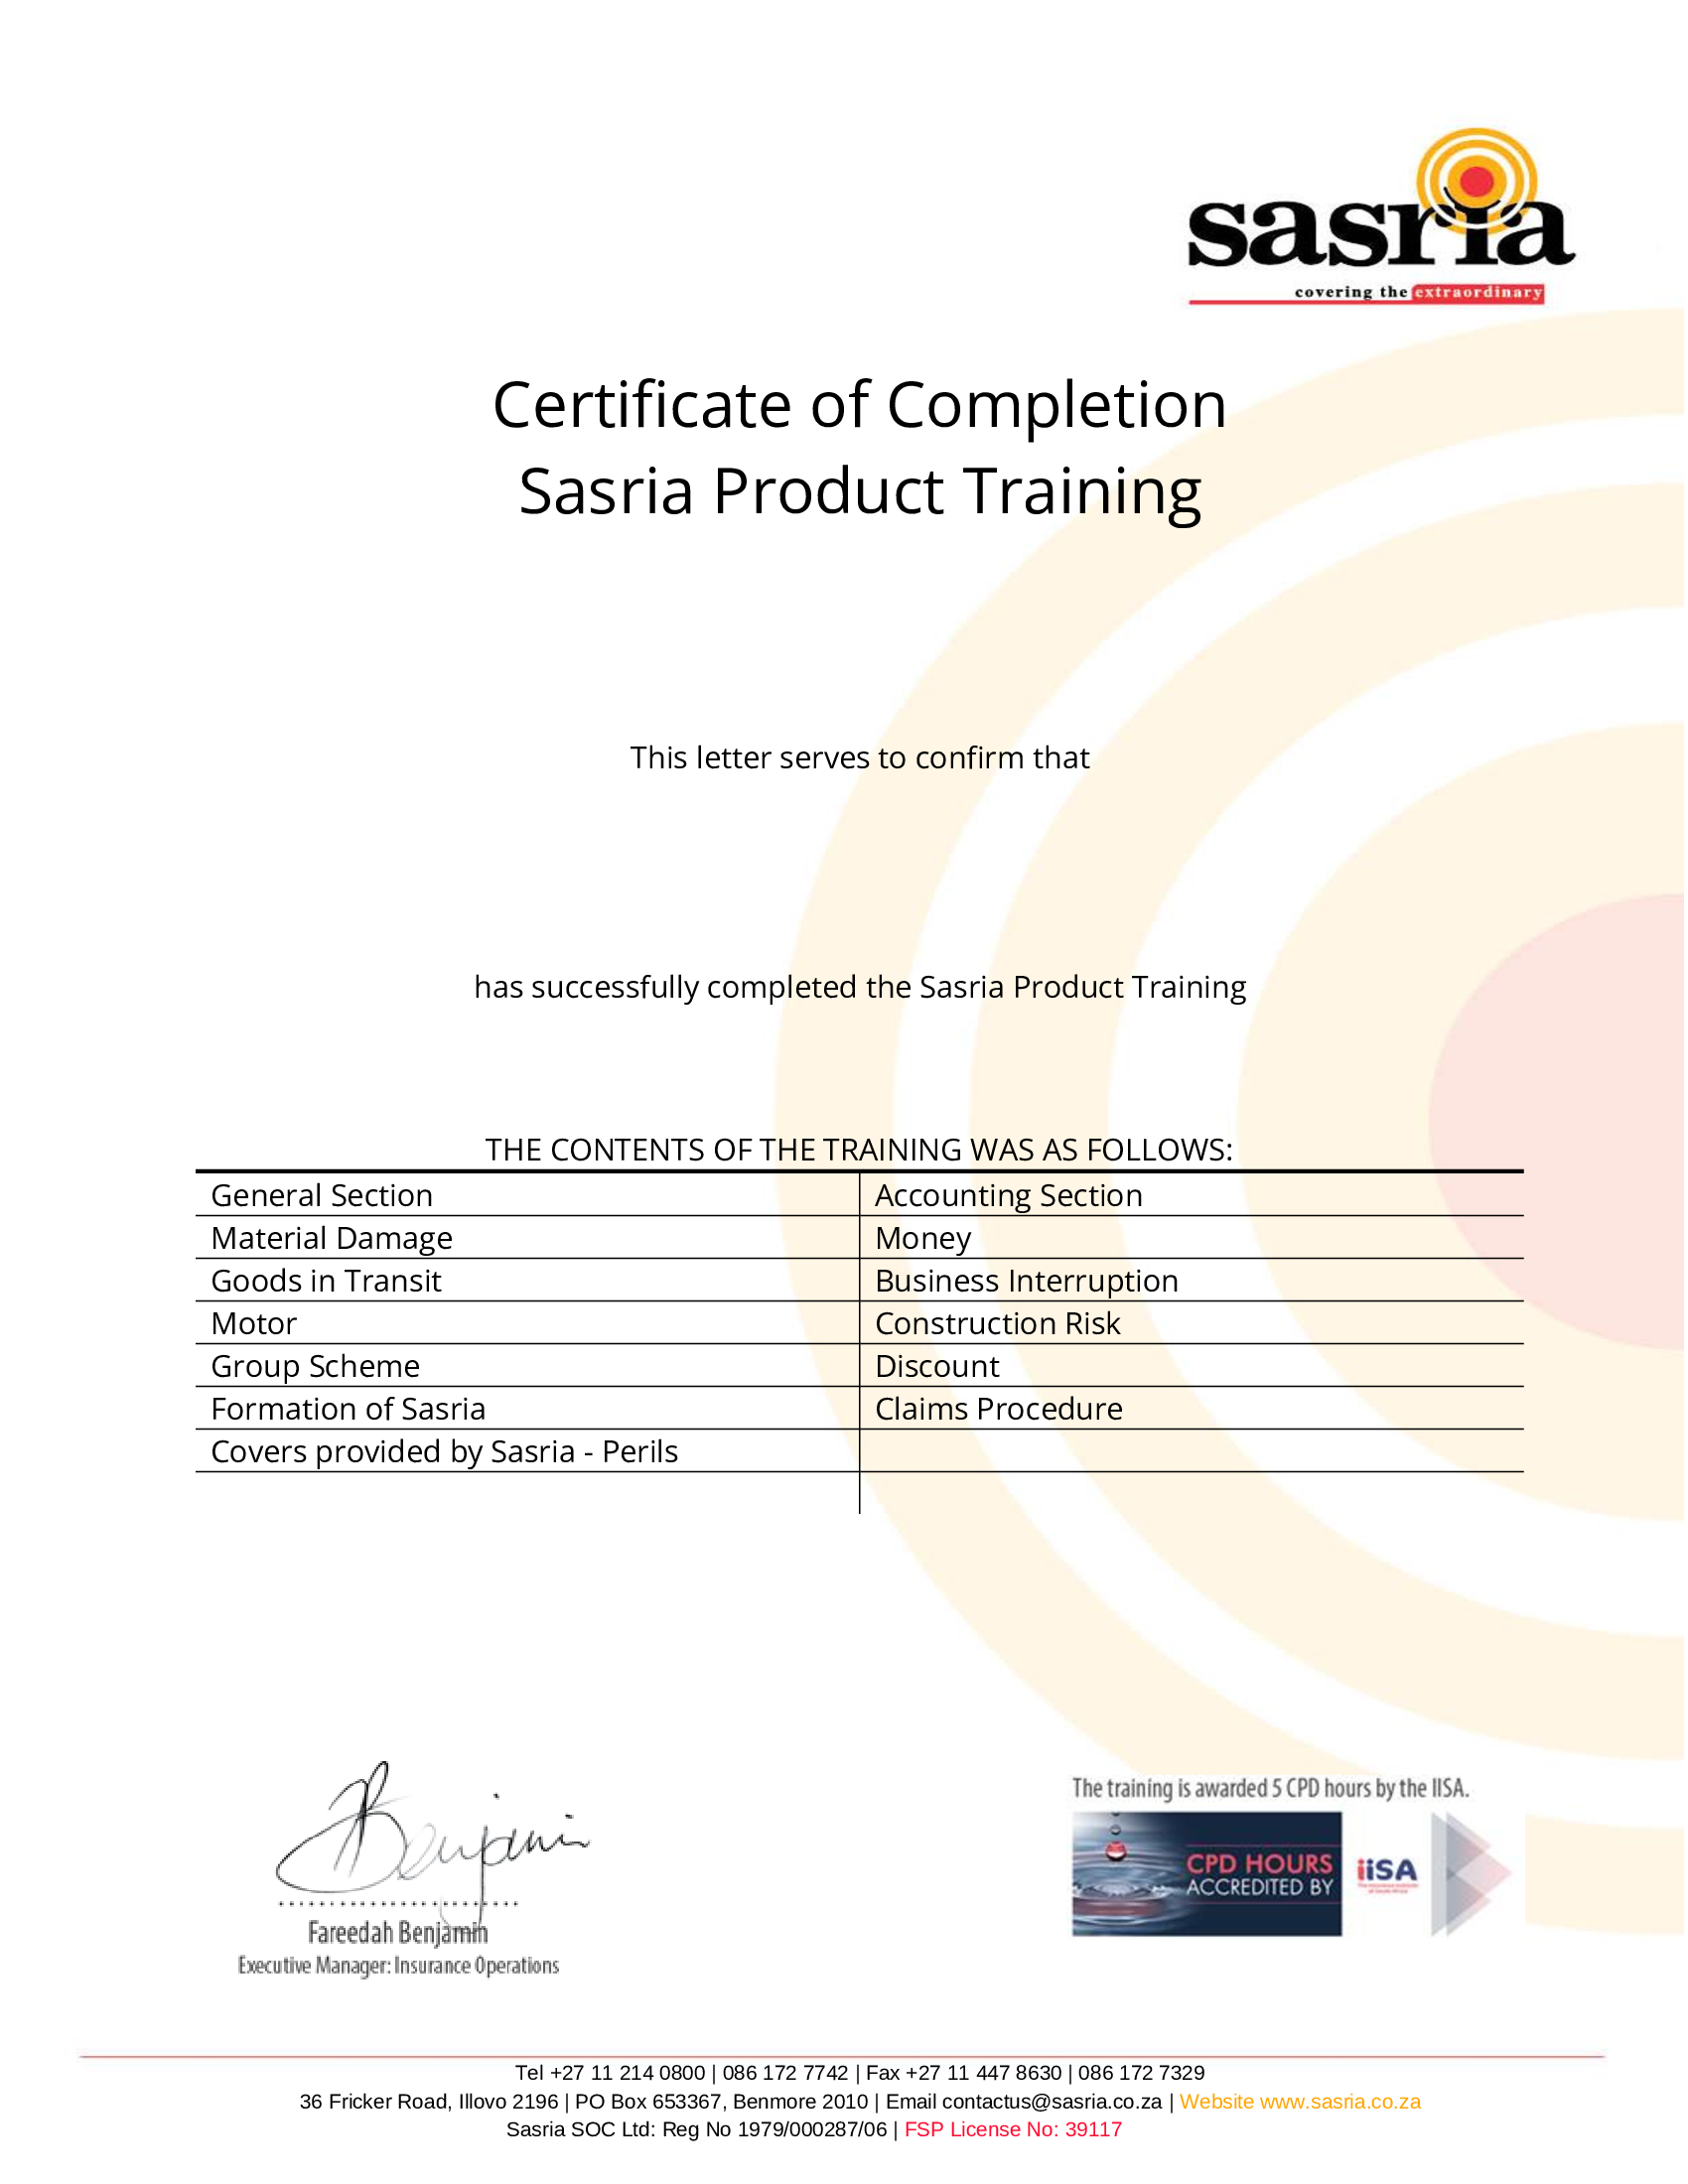 sasria
covering the extraordinary
Certificate of Completion
Sasria Product Training
This letter serves to confirm that
has successfully completed the Sasria Product Training
THE CONTENTS OF THE TRAINING WAS AS FOLLOWS:
General Section
Accounting Section
Material Damage
Money
Goods in Transit
Business Interruption
Motor
Construction Risk
Group Scheme
Discount
Formation of Sasria
Claims Procedure
Covers provided by Sasria - Perils
Benjamin
Fareedah Benjamin
Executive Manager: Insurance Operations
The training is awarded 5 CPD hours by the IISA.
CPD HOURS
ACCREDITED BY
iiSA
Tel +27 11 214 0800 | 086 172 7742 | Fax +27 11 447 8630 | 086 172 7329
36 Fricker Road, Illovo 2196 | PO Box 653367, Benmore 2010 | Email contactus@sasria.co.za | Website www.sasria.co.za
Sasria SOC Ltd: Reg No 1979/000287/06 | FSP License No: 39117